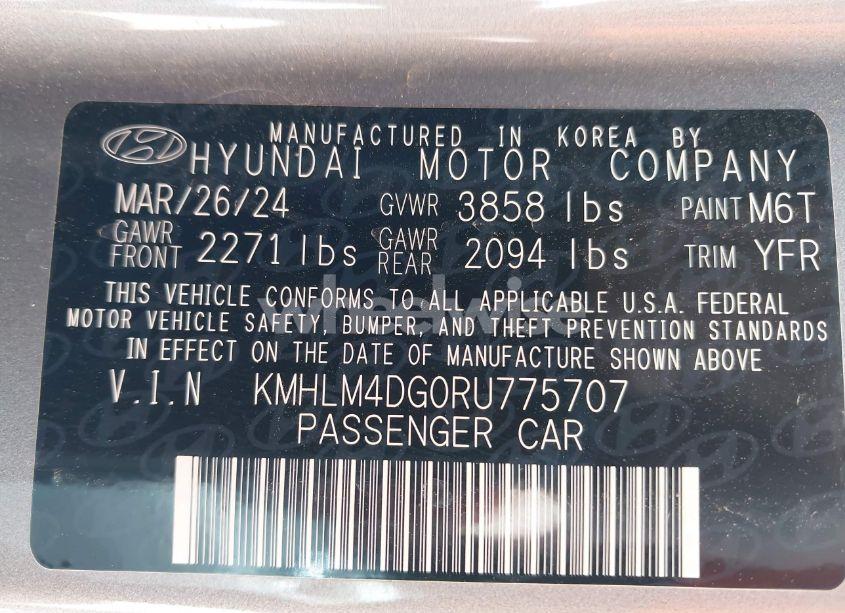 MANUFACTURED IN KOREA BY
HYUNDAI MOTOR COMPANY
MAR/26/24 GVWR 3858 lbs PAINT M6T
GAWR FRONT 2271 lbs GAWR REAR 2094 lbs TRIM YFR
THIS VEHICLE CONFORMS TO ALL APPLICABLE U.S.A. FEDERAL
MOTOR VEHICLE SAFETY, BUMPER, AND THEFT PREVENTION STANDARDS
IN EFFECT ON THE DATE OF MANUFACTURE SHOWN ABOVE
V.I.N KMHLM4DG0RU775707
PASSENGER CAR